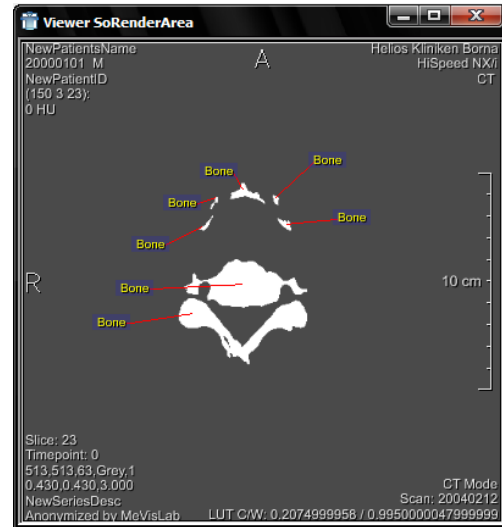 Viewer SoRenderArea
NewPatientsName
20000101 M
NewPatientID
(150 3 23):
0 HU
A
Helios Kliniken Borna
HiSpeed NX/i
CT
Bone
Bone
Bone
Bone
Bone
Bone
Bone
R
10 cm
Slice: 23
Timepoint: 0
513,513,63,Grey,1
0.430,0.430,3.000
NewSeriesDesc
Anonymized by MeVisLab
CT Mode
Scan: 20040212
LUT C/W: 0.2074999958 / 0.9950000047999999